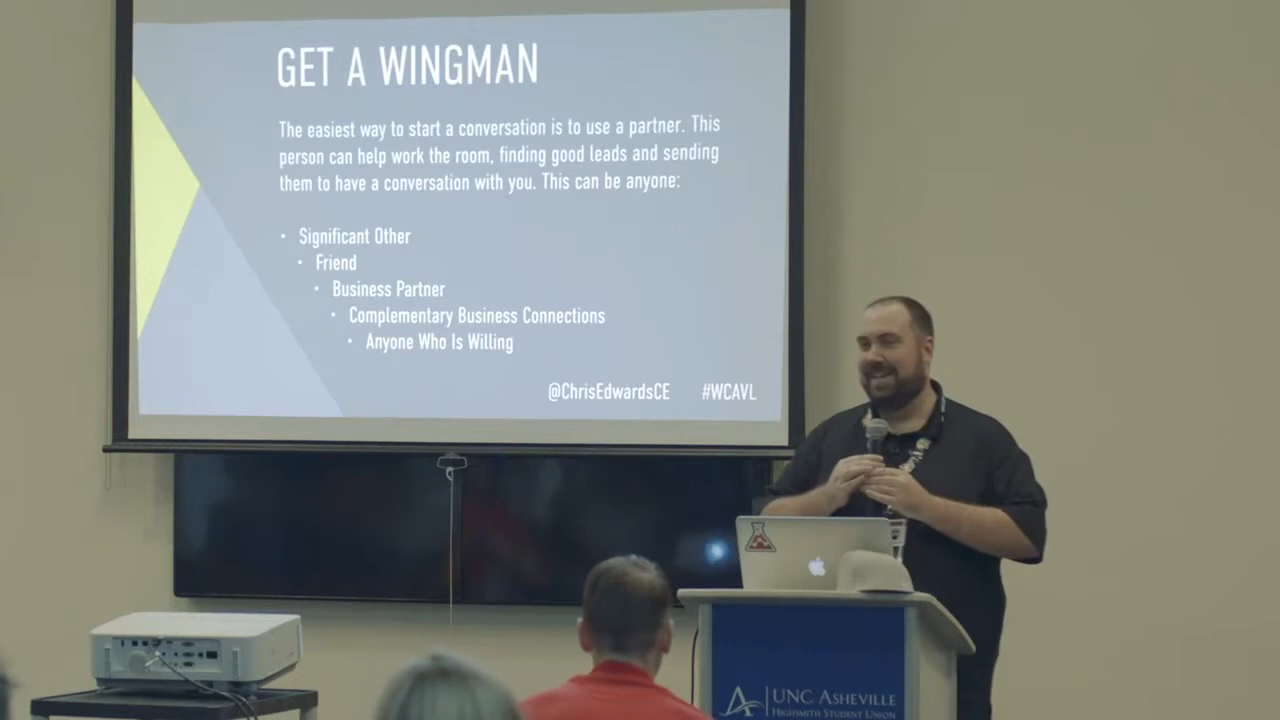 GET A WINGMAN
The easiest way to start a conversation is to use a partner. This
person can help work the room, finding good leads and sending
them to have a conversation with you. This can be anyone:
• Significant Other
• Friend
• Business Partner
• Complementary Business Connections
• Anyone Who Is Willing
@ChrisEdwardsCE #WCAVL
UNC ASHEVILLE
HIGHSMITH STUDENT UNION